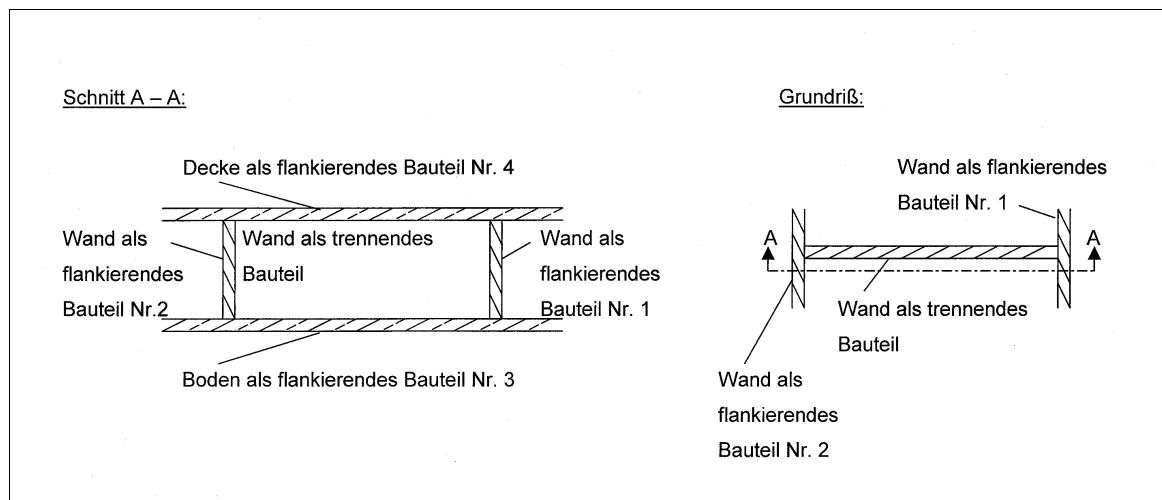 Schnitt A – A:
Grundriß:
Decke als flankierendes Bauteil Nr. 4
Wand als
flankierendes
Bauteil Nr.2
Wand als trennendes
Bauteil
Wand als
flankierendes
Bauteil Nr. 1
Boden als flankierendes Bauteil Nr. 3
Wand als flankierendes
Bauteil Nr. 1
A
A
Wand als trennendes
Bauteil
Wand als
flankierendes
Bauteil Nr. 2